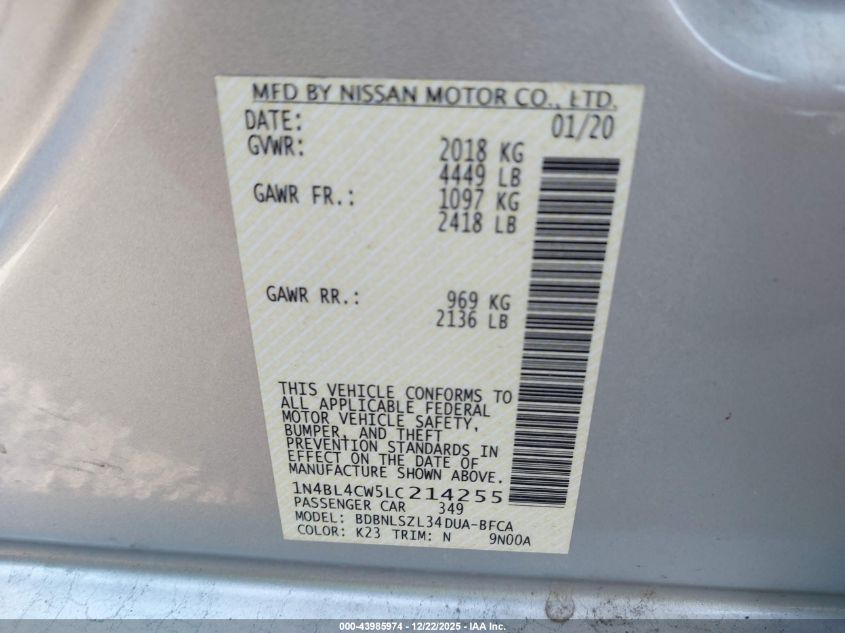 MFD BY NISSAN MOTOR CO., LTD.
DATE: 01/20
GVWR: 2018 KG
4449 LB
GAWR FR.: 1097 KG
2418 LB
GAWR RR.: 969 KG
2136 LB
THIS VEHICLE CONFORMS TO
ALL APPLICABLE FEDERAL
MOTOR VEHICLE SAFETY,
BUMPER, AND THEFT
PREVENTION STANDARDS IN
EFFECT ON THE DATE OF
MANUFACTURE SHOWN ABOVE.
1N4BL4CW5LC214255
PASSENGER CAR 349
MODEL: BDBNLSZL34DUA-BFCA
COLOR: K23 TRIM: N 9N00A
000-43985974 - 12/22/2025 - IAA Inc.